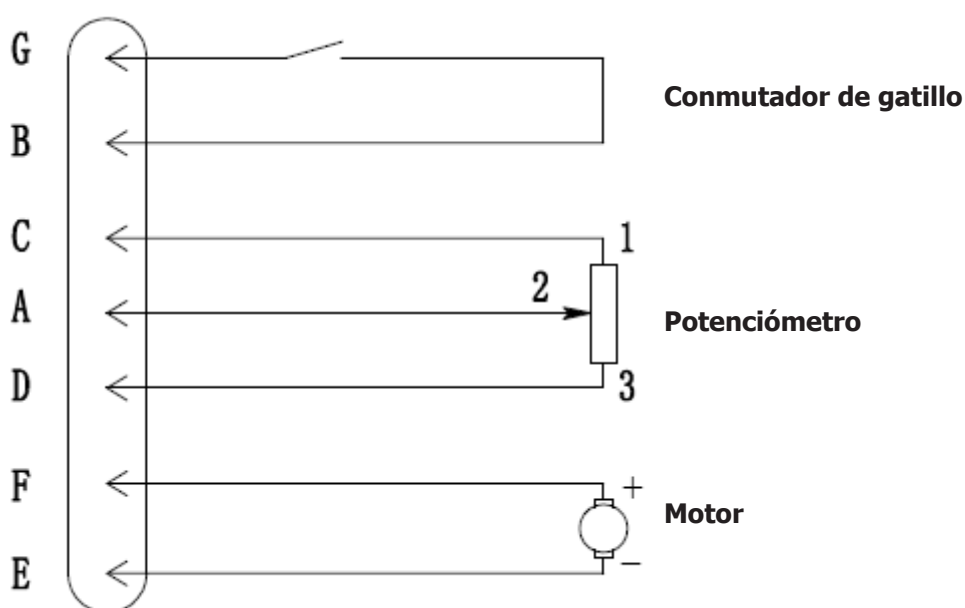 G
Conmutador de gatillo
B
C 1
A 2
Potenciómetro
D 3
F +
Motor
E −